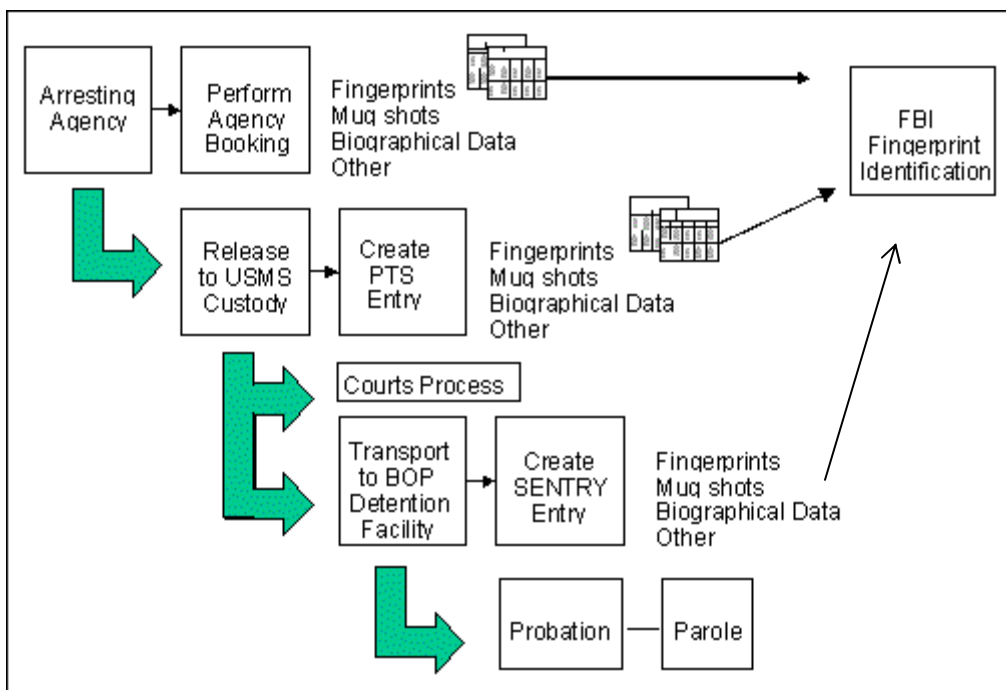 Arresting
Agency
Perform
Agency
Booking
Fingerprints
Mug shots
Biographical Data
Other
FBI
Fingerprint
Identification
Release
to USMS
Custody
Create
PTS
Entry
Fingerprints
Mug shots
Biographical Data
Other
Courts Process
Transport
to BOP
Detention
Facility
Create
SENTRY
Entry
Fingerprints
Mug shots
Biographical Data
Other
Probation
Parole